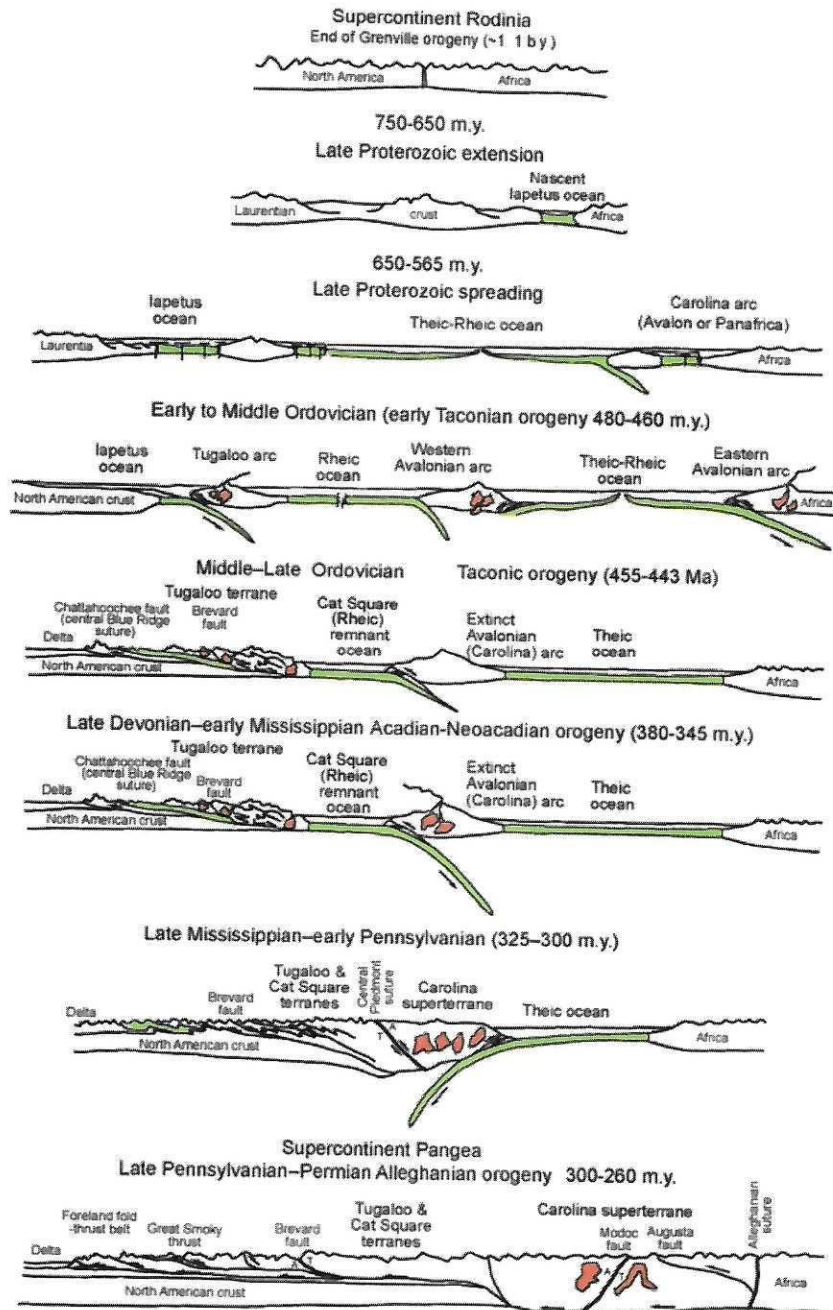 Supercontinent Rodinia
End of Grenville orogeny (~1 1 b y )
North America
Africa
750-650 m.y.
Late Proterozoic extension
Nascent
Iapetus ocean
Laurentian
crust
Africa
650-565 m.y.
Late Proterozoic spreading
Iapetus
ocean
Theic-Rheic ocean
Carolina arc
(Avalon or Panafrica)
Laurentia
Africa
Early to Middle Ordovician (early Taconian orogeny 480-460 m.y.)
Iapetus
ocean
Tugaloo arc
Rheic
ocean
Western
Avalonian arc
Theic-Rheic
ocean
Eastern
Avalonian arc
North American crust
Africa
Middle–Late Ordovician Taconic orogeny (455-443 Ma)
Tugaloo terrane
Chattahoochee fault
(central Blue Ridge
suture)
Brevard
fault
Delta
North American crust
Cat Square
(Rheic)
remnant
ocean
Extinct
Avalonian
(Carolina) arc
Theic
ocean
Africa
Late Devonian–early Mississippian Acadian-Neoacadian orogeny (380-345 m.y.)
Tugaloo terrane
Chattahoochee fault
(central Blue Ridge
suture)
Brevard
fault
Delta
North American crust
Cat Square
(Rheic)
remnant
ocean
Extinct
Avalonian
(Carolina) arc
Theic
ocean
Africa
Late Mississippian–early Pennsylvanian (325–300 m.y.)
Delta
Brevard
fault
Tugaloo &
Cat Square
terranes
Central
Piedmont
suture
Carolina
superterrane
Theic ocean
A
T
North American crust
Africa
Supercontinent Pangea
Late Pennsylvanian–Permian Alleghanian orogeny 300-260 m.y.
Delta
Foreland fold
-thrust belt
Great Smoky
thrust
Brevard
fault
Tugaloo &
Cat Square
terranes
Carolina superterrane
Modoc
fault
Augusta
fault
Alleghanian
suture
A
T
A
T
North American crust
Africa